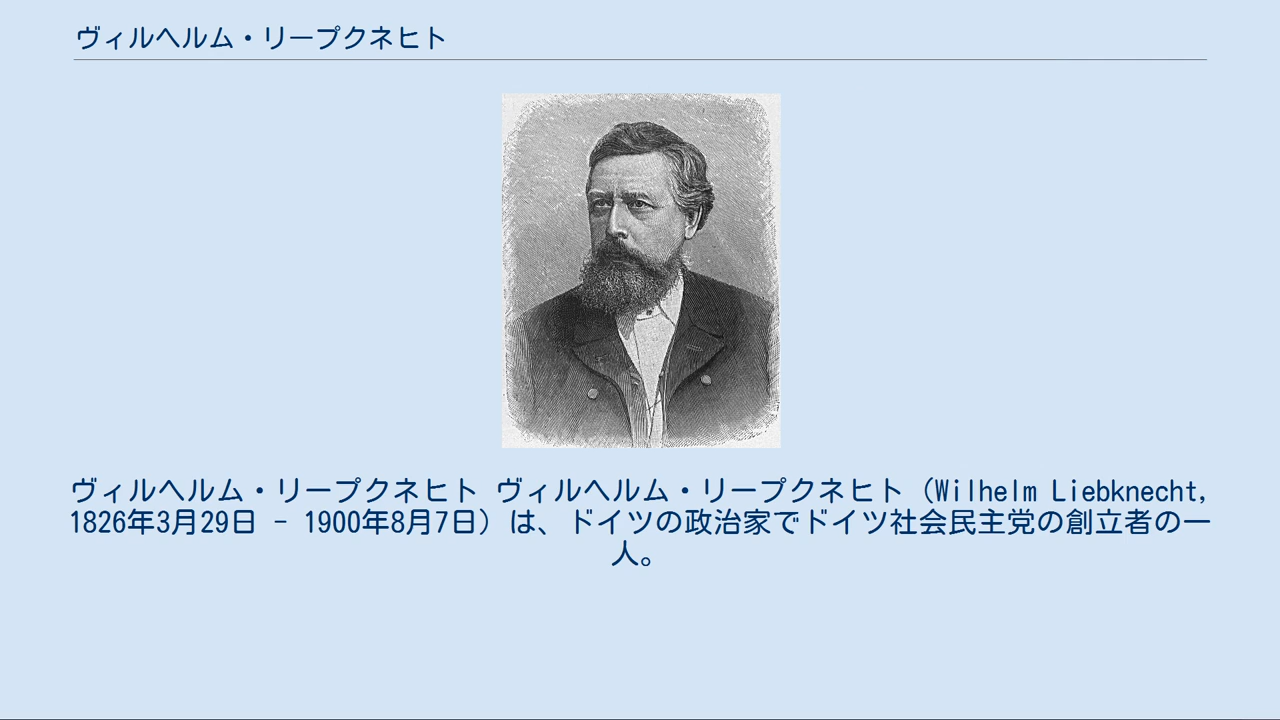 ヴィルヘルム・リープクネヒト
ヴィルヘルム・リープクネヒト ヴィルヘルム・リープクネヒト（Wilhelm Liebknecht,
1826年3月29日 - 1900年8月7日）は、ドイツの政治家でドイツ社会民主党の創立者の一
人。